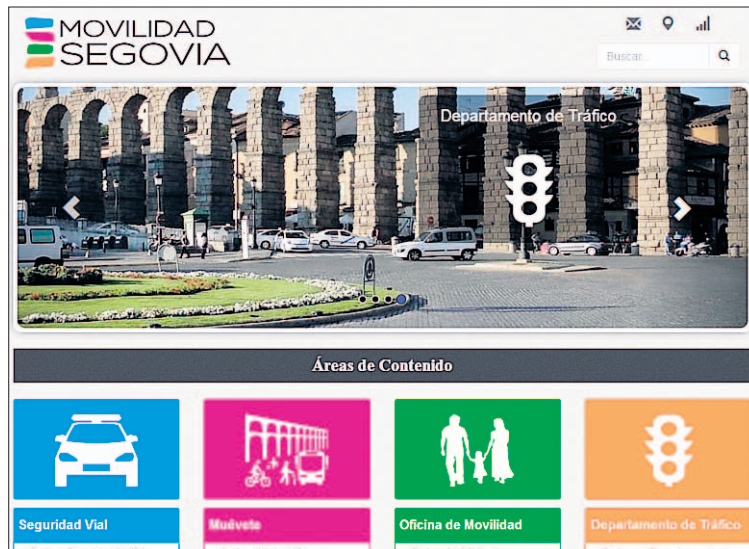 MOVILIDAD
SEGOVIA
Buscar...
Departamento de Tráfico
Áreas de Contenido
Seguridad Vial
Muévete
Oficina de Movilidad
Departamento de Tráfico